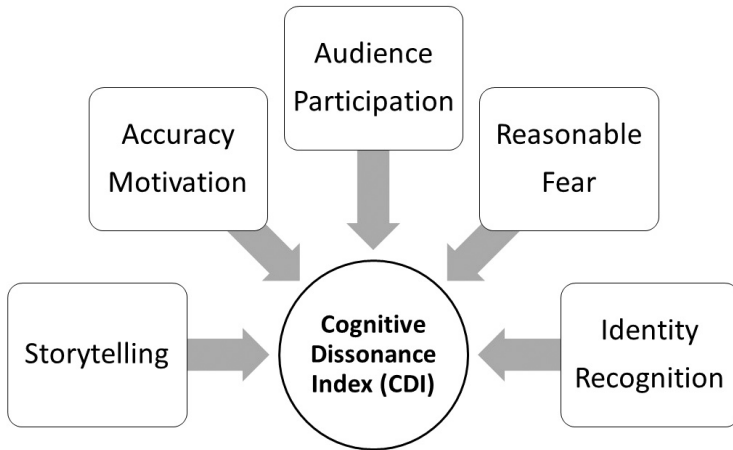 Audience
Participation
Accuracy
Motivation
Reasonable
Fear
Storytelling
Cognitive
Dissonance
Index (CDI)
Identity
Recognition